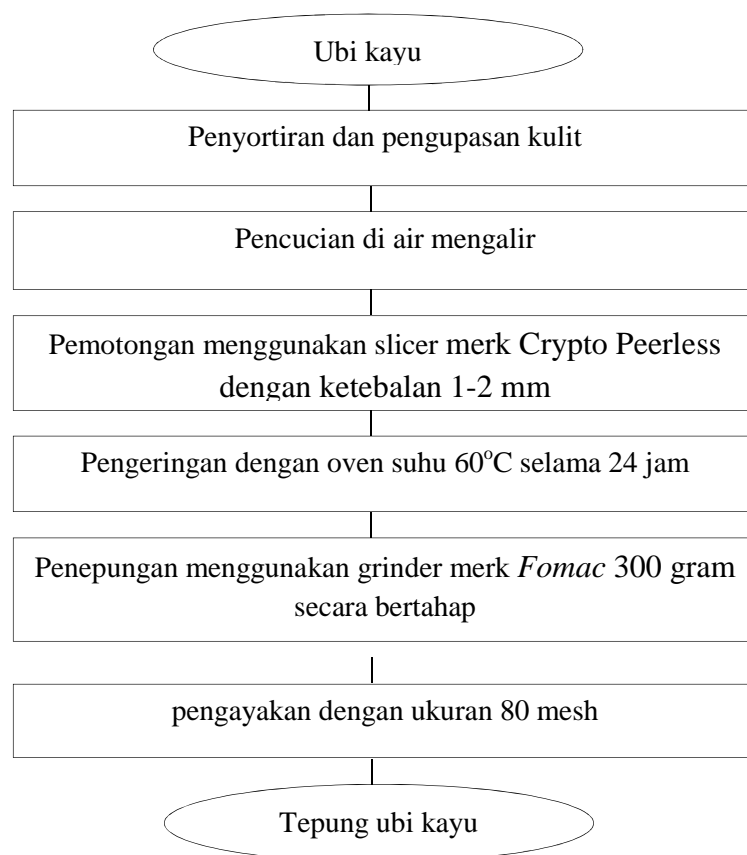 Ubi kayu
Penyortiran dan pengupasan kulit
Pencucian di air mengalir
Pemotongan menggunakan slicer merk Crypto Peerless
dengan ketebalan 1-2 mm
Pengeringan dengan oven suhu 60°C selama 24 jam
Penepungan menggunakan grinder merk Fomac 300 gram
secara bertahap
pengayakan dengan ukuran 80 mesh
Tepung ubi kayu